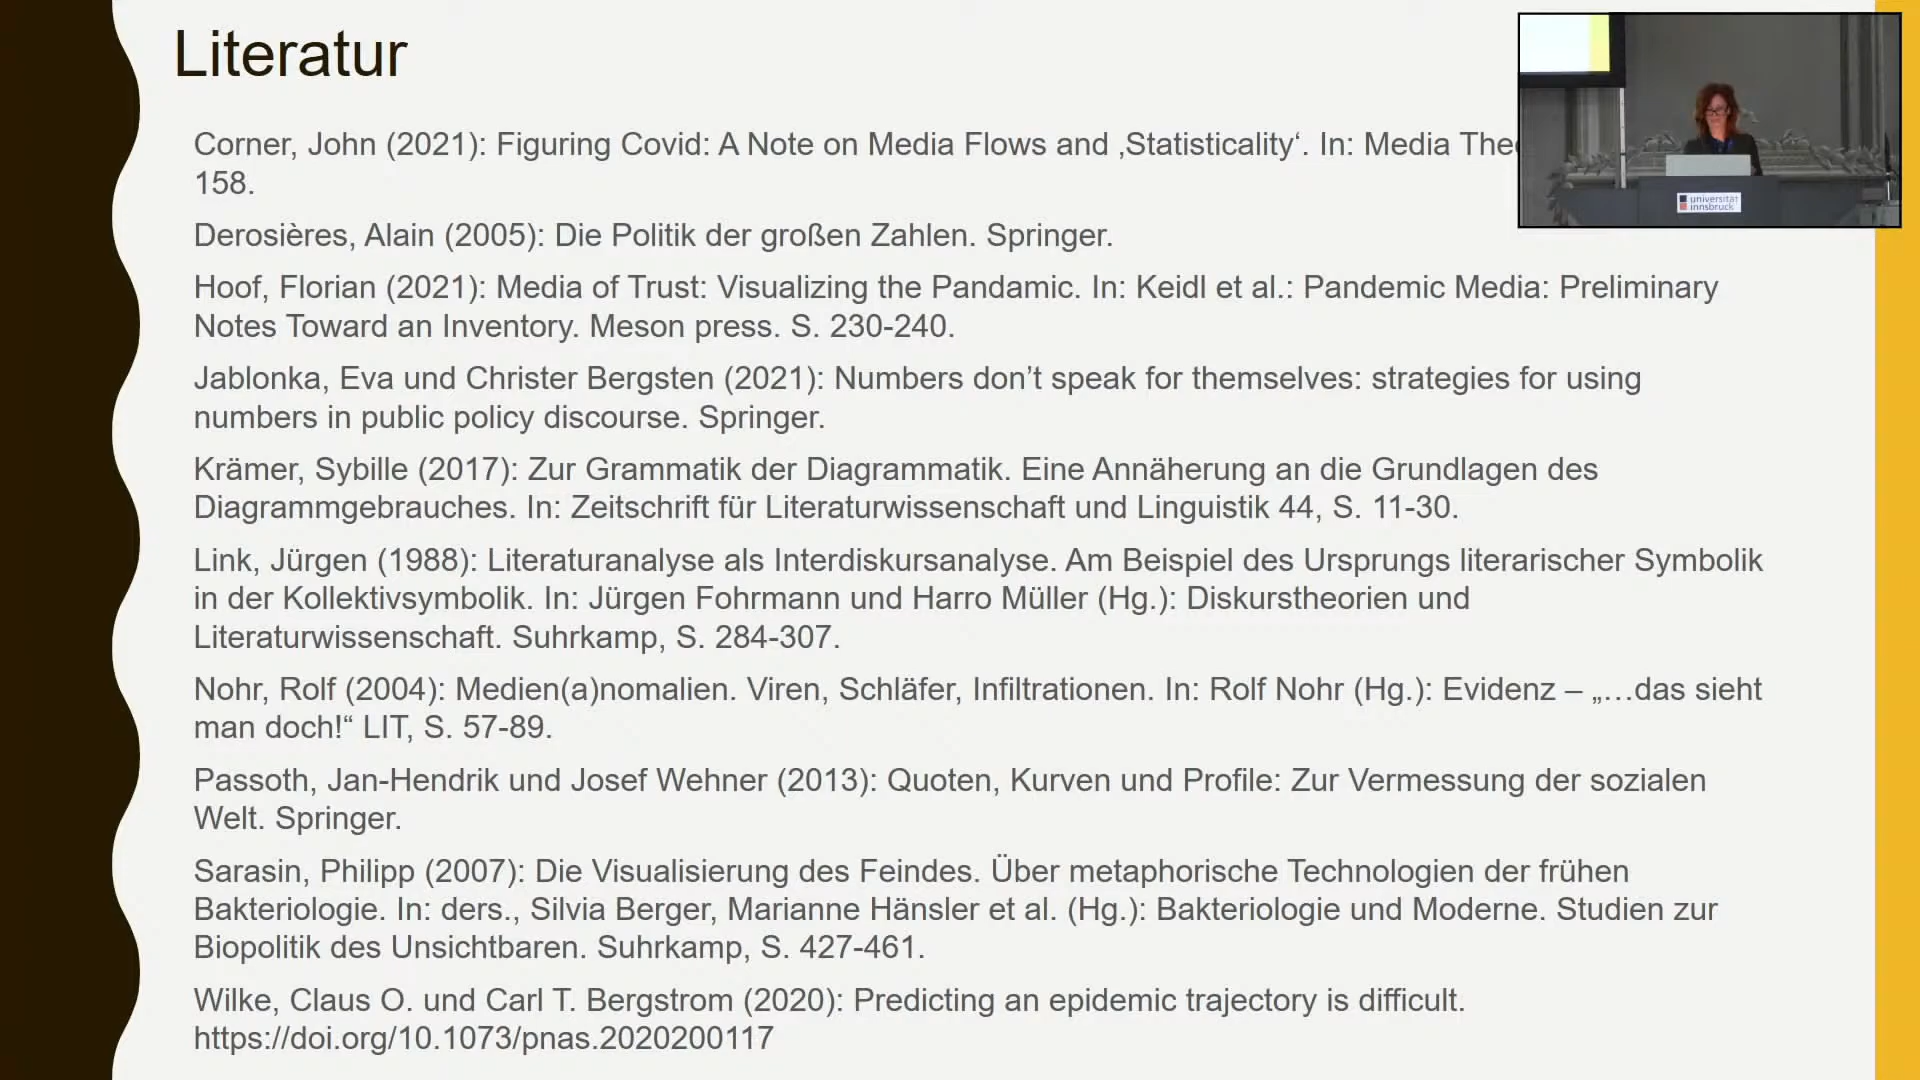 Literatur
Corner, John (2021): Figuring Covid: A Note on Media Flows and ‚Statisticality‘. In: Media
158.
Derosières, Alain (2005): Die Politik der großen Zahlen. Springer.
Hoof, Florian (2021): Media of Trust: Visualizing the Pandamic. In: Keidl et al.: Pandemic Media: Preliminary
Notes Toward an Inventory. Meson press. S. 230-240.
Jablonka, Eva und Christer Bergsten (2021): Numbers don’t speak for themselves: strategies for using
numbers in public policy discourse. Springer.
Krämer, Sybille (2017): Zur Grammatik der Diagrammatik. Eine Annäherung an die Grundlagen des
Diagrammgebrauches. In: Zeitschrift für Literaturwissenschaft und Linguistik 44, S. 11-30.
Link, Jürgen (1988): Literaturanalyse als Interdiskursanalyse. Am Beispiel des Ursprungs literarischer Symbolik
in der Kollektivsymbolik. In: Jürgen Fohrmann und Harro Müller (Hg.): Diskurstheorien und
Literaturwissenschaft. Suhrkamp, S. 284-307.
Nohr, Rolf (2004): Medien(a)nomalien. Viren, Schläfer, Infiltrationen. In: Rolf Nohr (Hg.): Evidenz – „…das sieht
man doch!“ LIT, S. 57-89.
Passoth, Jan-Hendrik und Josef Wehner (2013): Quoten, Kurven und Profile: Zur Vermessung der sozialen
Welt. Springer.
Sarasin, Philipp (2007): Die Visualisierung des Feindes. Über metaphorische Technologien der frühen
Bakteriologie. In: ders., Silvia Berger, Marianne Hänsler et al. (Hg.): Bakteriologie und Moderne. Studien zur
Biopolitik des Unsichtbaren. Suhrkamp, S. 427-461.
Wilke, Claus O. und Carl T. Bergstrom (2020): Predicting an epidemic trajectory is difficult.
https://doi.org/10.1073/pnas.2020200117
universität
innsbruck